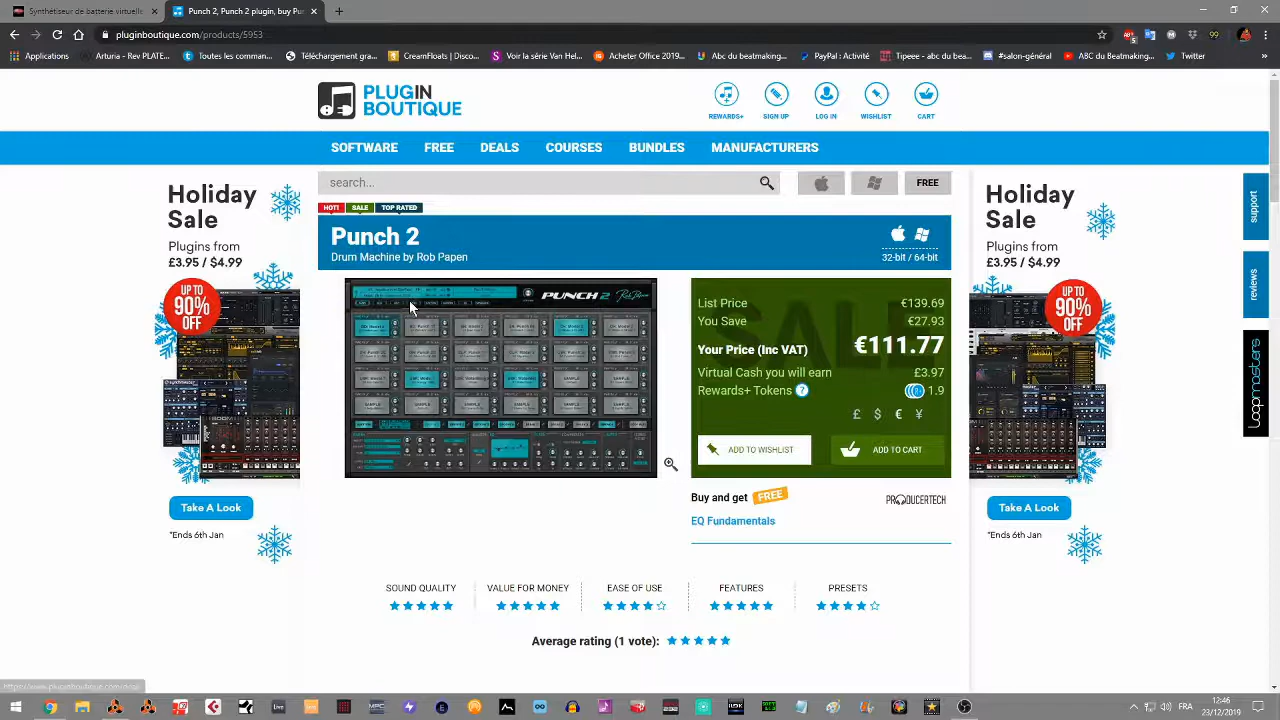 Synthétiseur de batterie virtuelle
Punch 2, Punch 2 plugin, buy Pun
pluginboutique.com/products/5953
99
Applications
Arturia - Rev PLATE...
Toutes les comman...
Téléchargement gra...
CreamFloats | Disco...
Voir la série Van Hel...
Acheter Office 2019...
Abc du beatmaking...
PayPal : Activité
Tipeee - abc du bea...
#salon-général
ABC du Beatmaking...
Twitter
PLUGIN
BOUTIQUE
REWARDS+
SIGN UP
LOG IN
WISHLIST
CART
SOFTWARE
FREE
DEALS
COURSES
BUNDLES
MANUFACTURERS
search...
FREE
HOT!
SALE
TOP RATED
Punch 2
Drum Machine by Rob Papen
32-bit / 64-bit
Holiday
Sale
Plugins from
£3.95 / $4.99
UP TO
90%
OFF
Take A Look
*Ends 6th Jan
PUNCH 2
List Price €139.69
You Save €27.93
Your Price (Inc VAT) €111.77
Virtual Cash you will earn £3.97
Rewards+ Tokens ? 1.9
£ $ € ¥
ADD TO WISHLIST
ADD TO CART
Buy and get FREE
PRODUCERTECH
EQ Fundamentals
Holiday
Sale
Plugins from
£3.95 / $4.99
UP TO
90%
OFF
Take A Look
*Ends 6th Jan
support
reviews
loopmasters
SOUND QUALITY
VALUE FOR MONEY
EASE OF USE
FEATURES
PRESETS
Average rating (1 vote):
FRA
12:46
23/12/2019